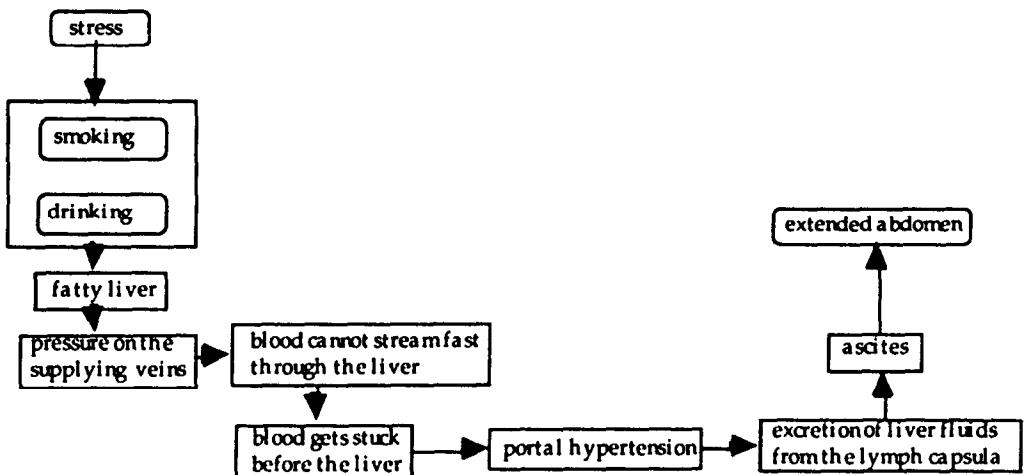 stress
smoking
drinking
fatty liver
pressure on the
supplying veins
blood cannot stream fast
through the liver
blood gets stuck
before the liver
portal hypertension
excretion of liver fluids
from the lymph capsula
ascites
extended abdomen